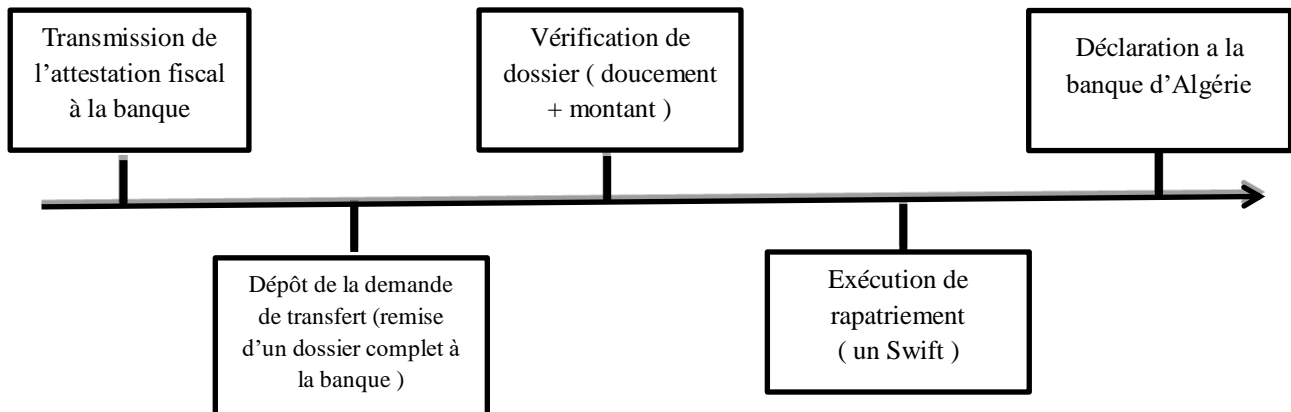 Transmission de
l’attestation fiscal
à la banque
Dépôt de la demande
de transfert (remise
d’un dossier complet à
la banque )
Vérification de
dossier ( doucement
+ montant )
Exécution de
rapatriement
( un Swift )
Déclaration a la
banque d’Algérie